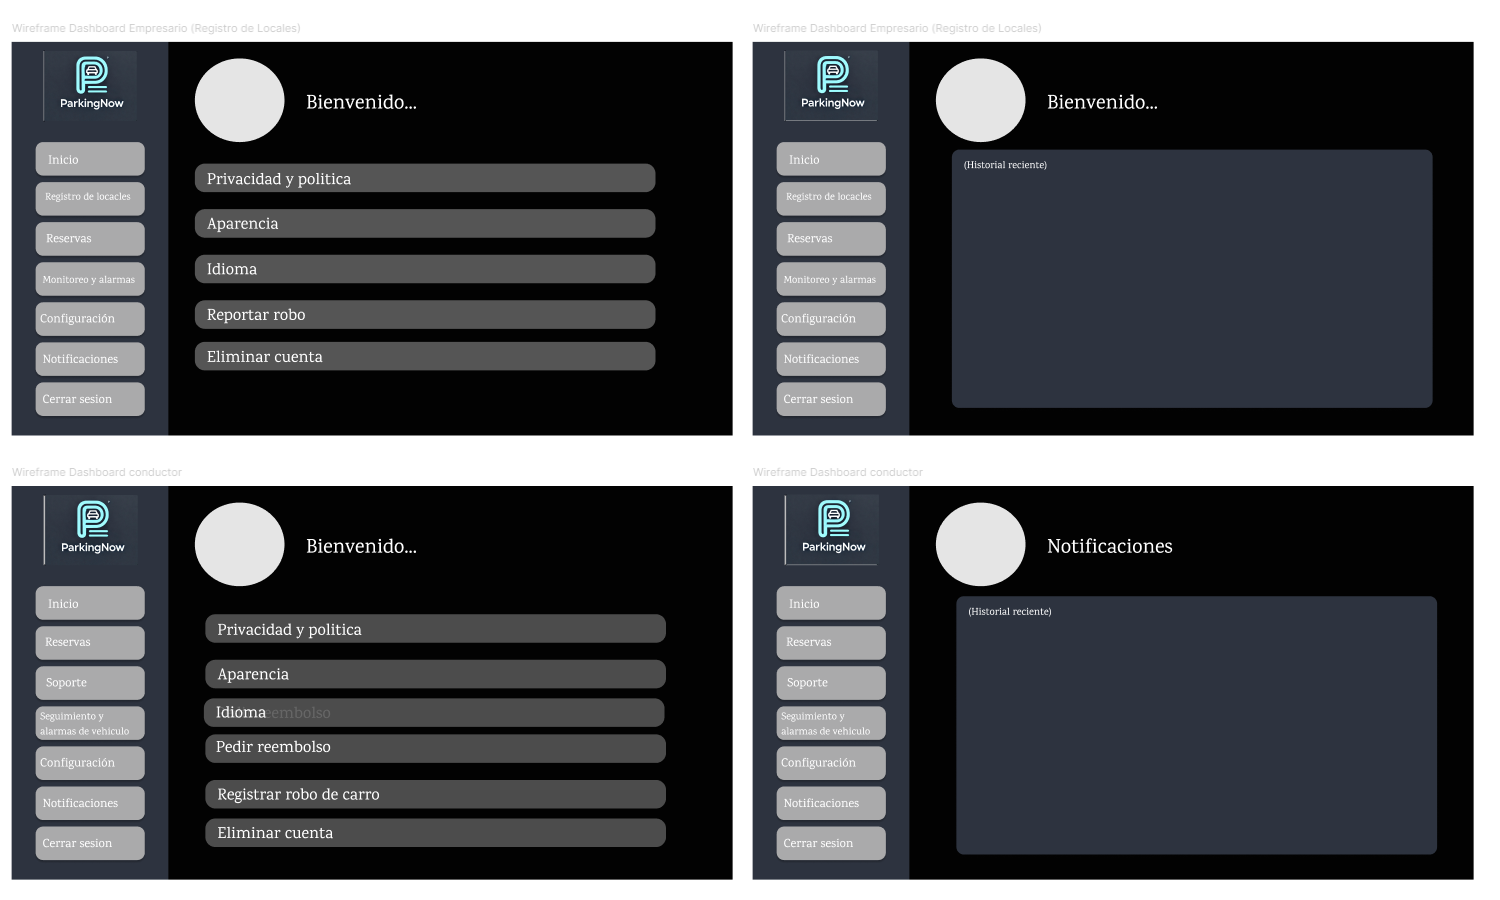 Wireframe Dashboard Empresario (Registro de Locales)
ParkingNow
Bienvenido...
Inicio
Registro de locacles
Reservas
Monitoreo y alarmas
Configuración
Notificaciones
Cerrar sesion
Privacidad y politica
Aparencia
Idioma
Reportar robo
Eliminar cuenta
Wireframe Dashboard Empresario (Registro de Locales)
ParkingNow
Bienvenido...
Inicio
Registro de locacles
Reservas
Monitoreo y alarmas
Configuración
Notificaciones
Cerrar sesion
(Historial reciente)
Wireframe Dashboard conductor
ParkingNow
Bienvenido...
Inicio
Reservas
Soporte
Seguimiento y
alarmas de vehiculo
Configuración
Notificaciones
Cerrar sesion
Privacidad y politica
Aparencia
Idioma
Pedir reembolso
Registrar robo de carro
Eliminar cuenta
Wireframe Dashboard conductor
ParkingNow
Notificaciones
Inicio
Reservas
Soporte
Seguimiento y
alarmas de vehiculo
Configuración
Notificaciones
Cerrar sesion
(Historial reciente)